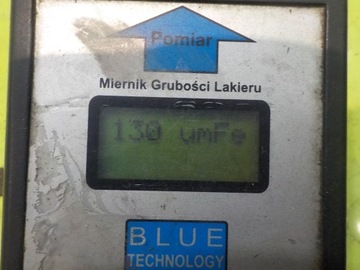 Pomiar
Miernik Grubości Lakieru
130 umFe
BLUE
TECHNOLOGY